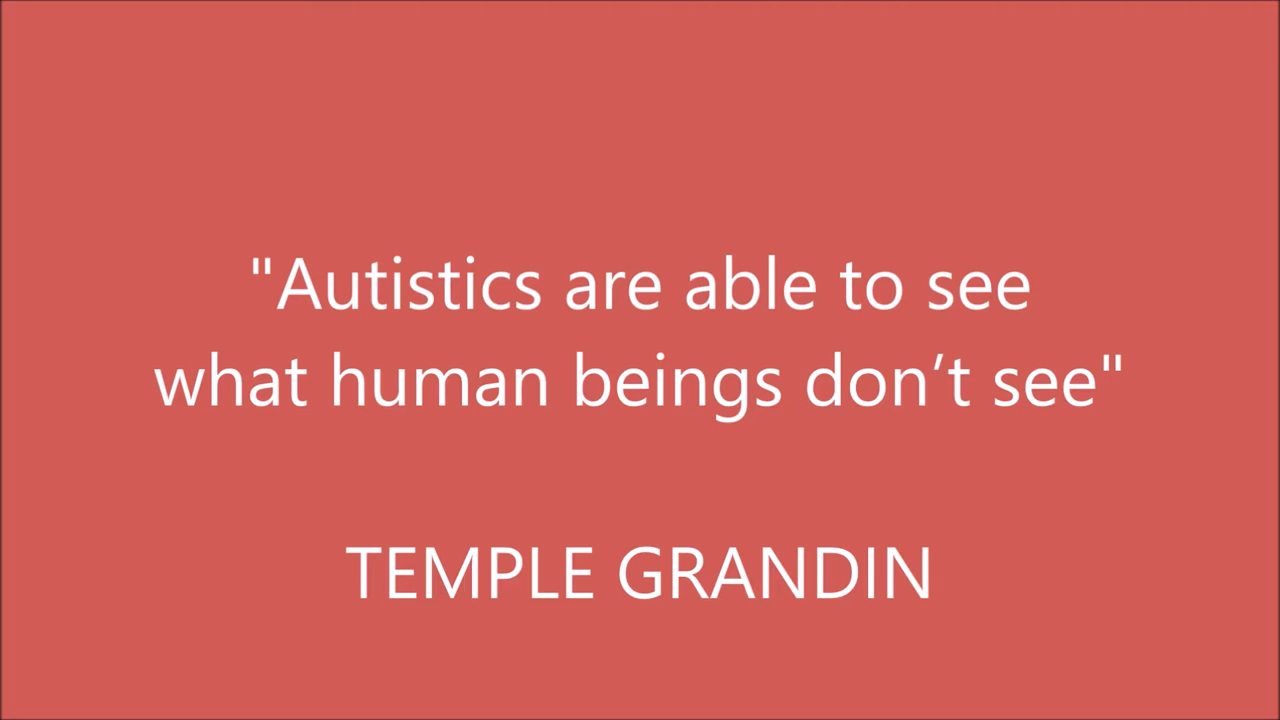 "Autistics are able to see
what human beings don’t see"
TEMPLE GRANDIN